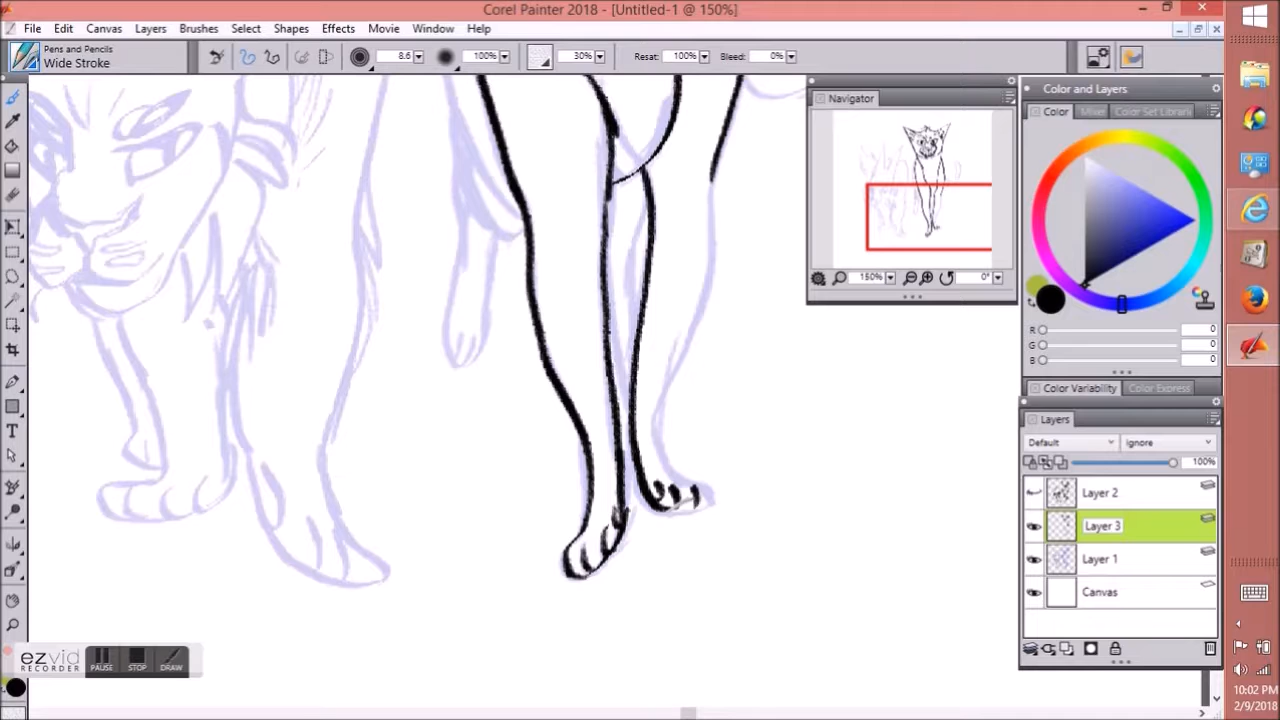 Corel Painter 2018 - [Untitled-1 @ 150%]
File Edit Canvas Layers Brushes Select Shapes Effects Movie Window Help
Pens and Pencils
Wide Stroke
8.6 100% 30% Resat: 100% Bleed: 0%
Navigator
150% 0°
Color and Layers
Color Mixer Color Set Librari
R 0
G 0
B 0
Color Variability Color Express
Layers
Default Ignore
100%
Layer 2
Layer 3
Layer 1
Canvas
ezvid
RECORDER
PAUSE STOP DRAW
10:02 PM
2/9/2018